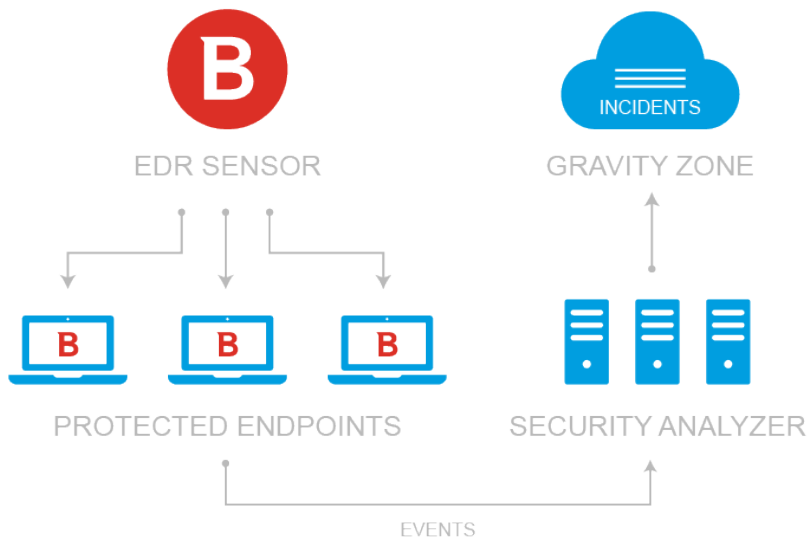 B
INCIDENTS
EDR SENSOR
GRAVITY ZONE
B
B
B
PROTECTED ENDPOINTS
SECURITY ANALYZER
EVENTS